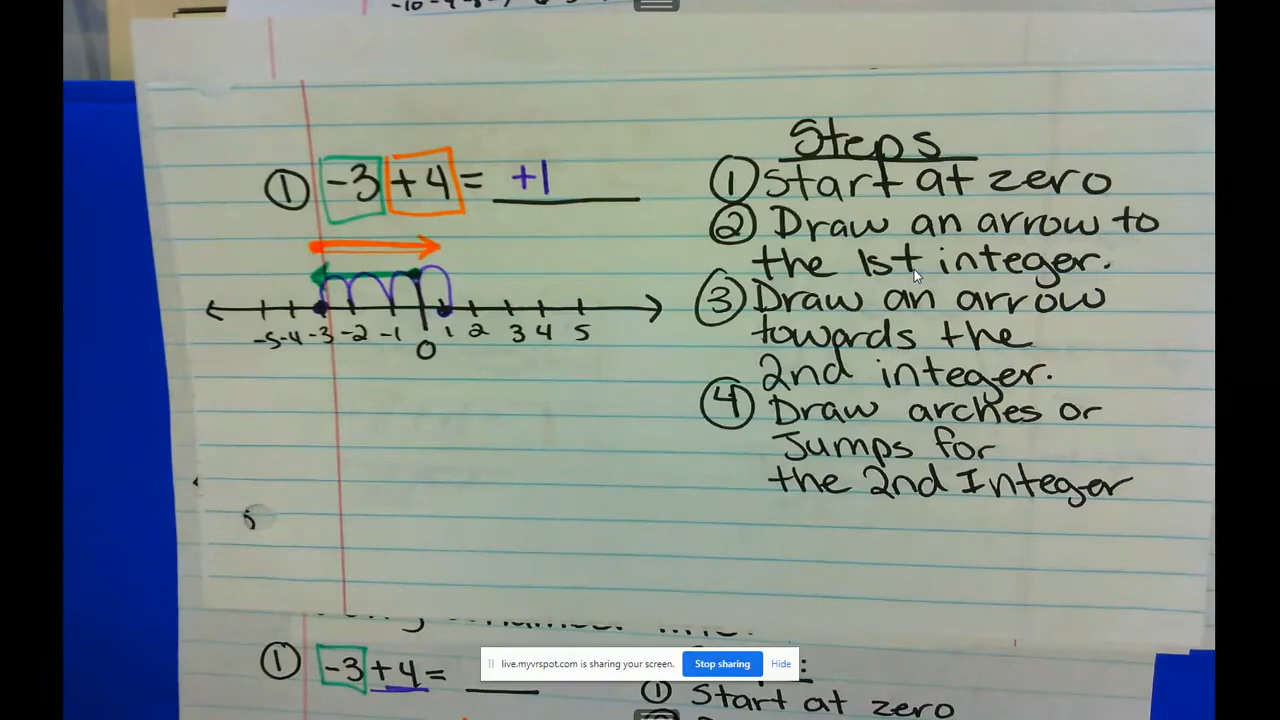 ① -3 +4 = +1
-5 -4 -3 -2 -1 0 1 2 3 4 5
Steps
① Start at zero
② Draw an arrow to
the 1st integer.
③ Draw an arrow
towards the
2nd integer.
④ Draw arches or
Jumps for
the 2nd Integer
① -3 +4 =
live.myvrspot.com is sharing your screen.
Stop sharing
Hide
① Start at zero